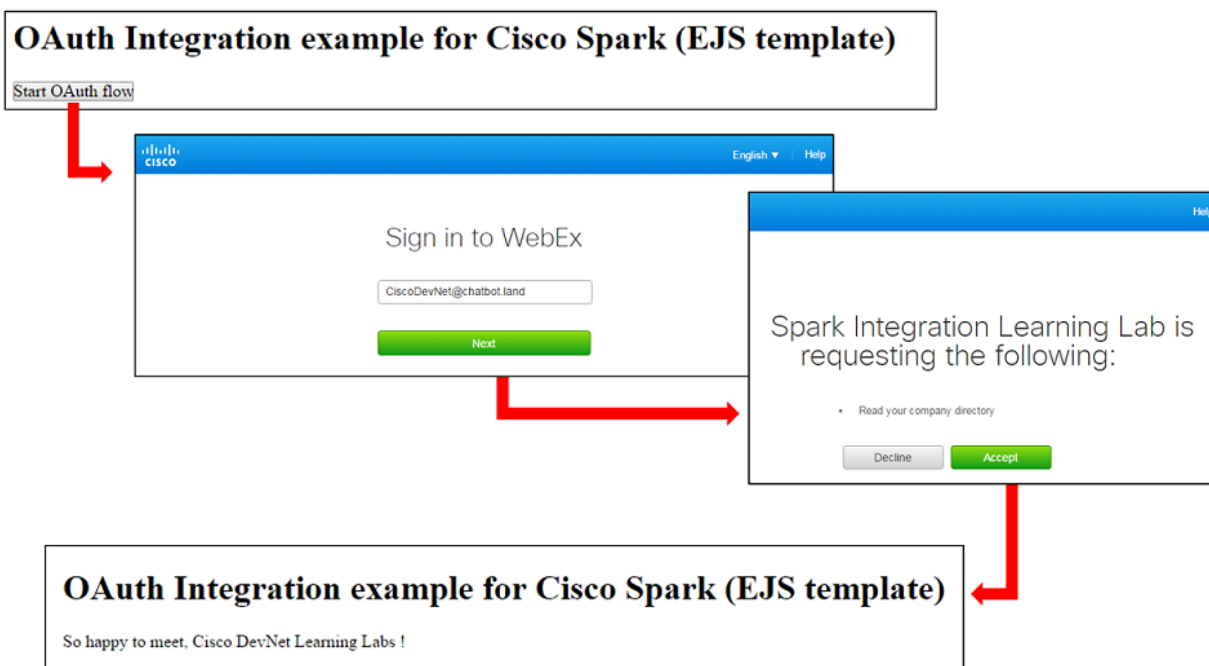 OAuth Integration example for Cisco Spark (EJS template)
Start OAuth flow
CISCO
English ▼ | Help
Sign in to WebEx
CiscoDevNet@chatbot.land
Next
Help
Spark Integration Learning Lab is
requesting the following:
• Read your company directory
Decline
Accept
OAuth Integration example for Cisco Spark (EJS template)
So happy to meet, Cisco DevNet Learning Labs !